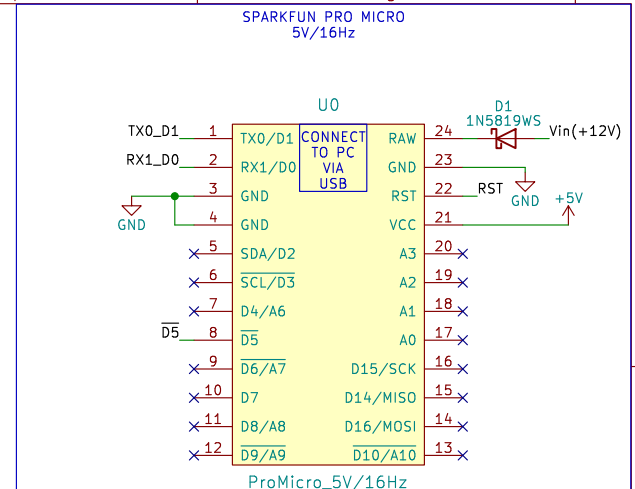 SPARKFUN PRO MICRO
5V/16Hz
U0
D1
1N5819WS
Vin(+12V)
TX0_D1 1 TX0/D1 CONNECT TO PC VIA USB RAW 24
RX1_D0 2 RX1/D0 GND 23
3 GND RST 22 RST
GND
GND
+5V
4 GND VCC 21
5 SDA/D2 A3 20
6 SCL/D3 A2 19
7 D4/A6 A1 18
D5 8 D5 A0 17
9 D6/A7 D15/SCK 16
10 D7 D14/MISO 15
11 D8/A8 D16/MOSI 14
12 D9/A9 D10/A10 13
ProMicro_5V/16Hz